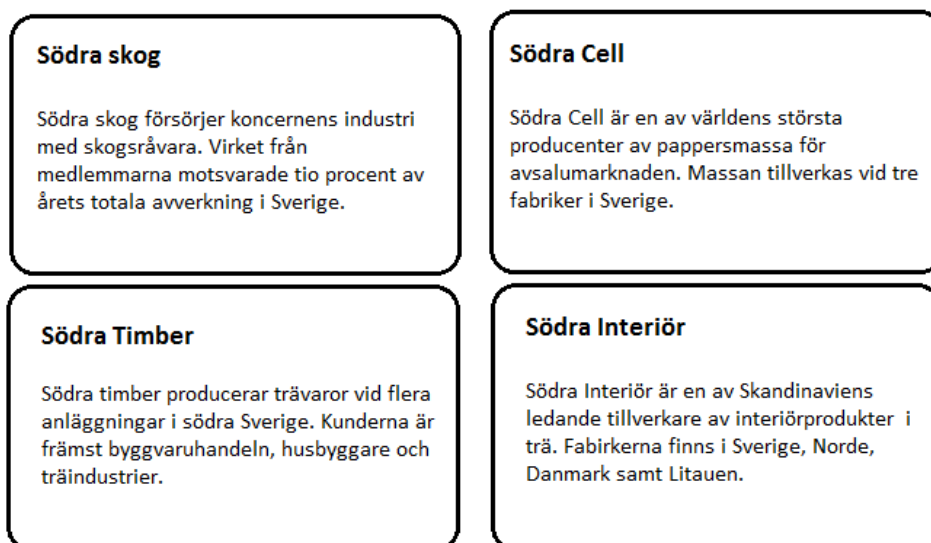 Södra skog
Södra skog försörjer koncernens industri
med skogsråvara. Virket från
medlemmarna motsvarade tio procent av
årets totala avverkning i Sverige.
Södra Cell
Södra Cell är en av världens största
producenter av pappersmassa för
avsalumarknaden. Massan tillverkas vid tre
fabriker i Sverige.
Södra Timber
Södra timber producerar trävaror vid flera
anläggningar i södra Sverige. Kunderna är
främst byggvaruhandeln, husbyggare och
träindustrier.
Södra Interiör
Södra Interiör är en av Skandinaviens
ledande tillverkare av interiörprodukter i
trä. Fabirkerna finns i Sverige, Norde,
Danmark samt Litauen.